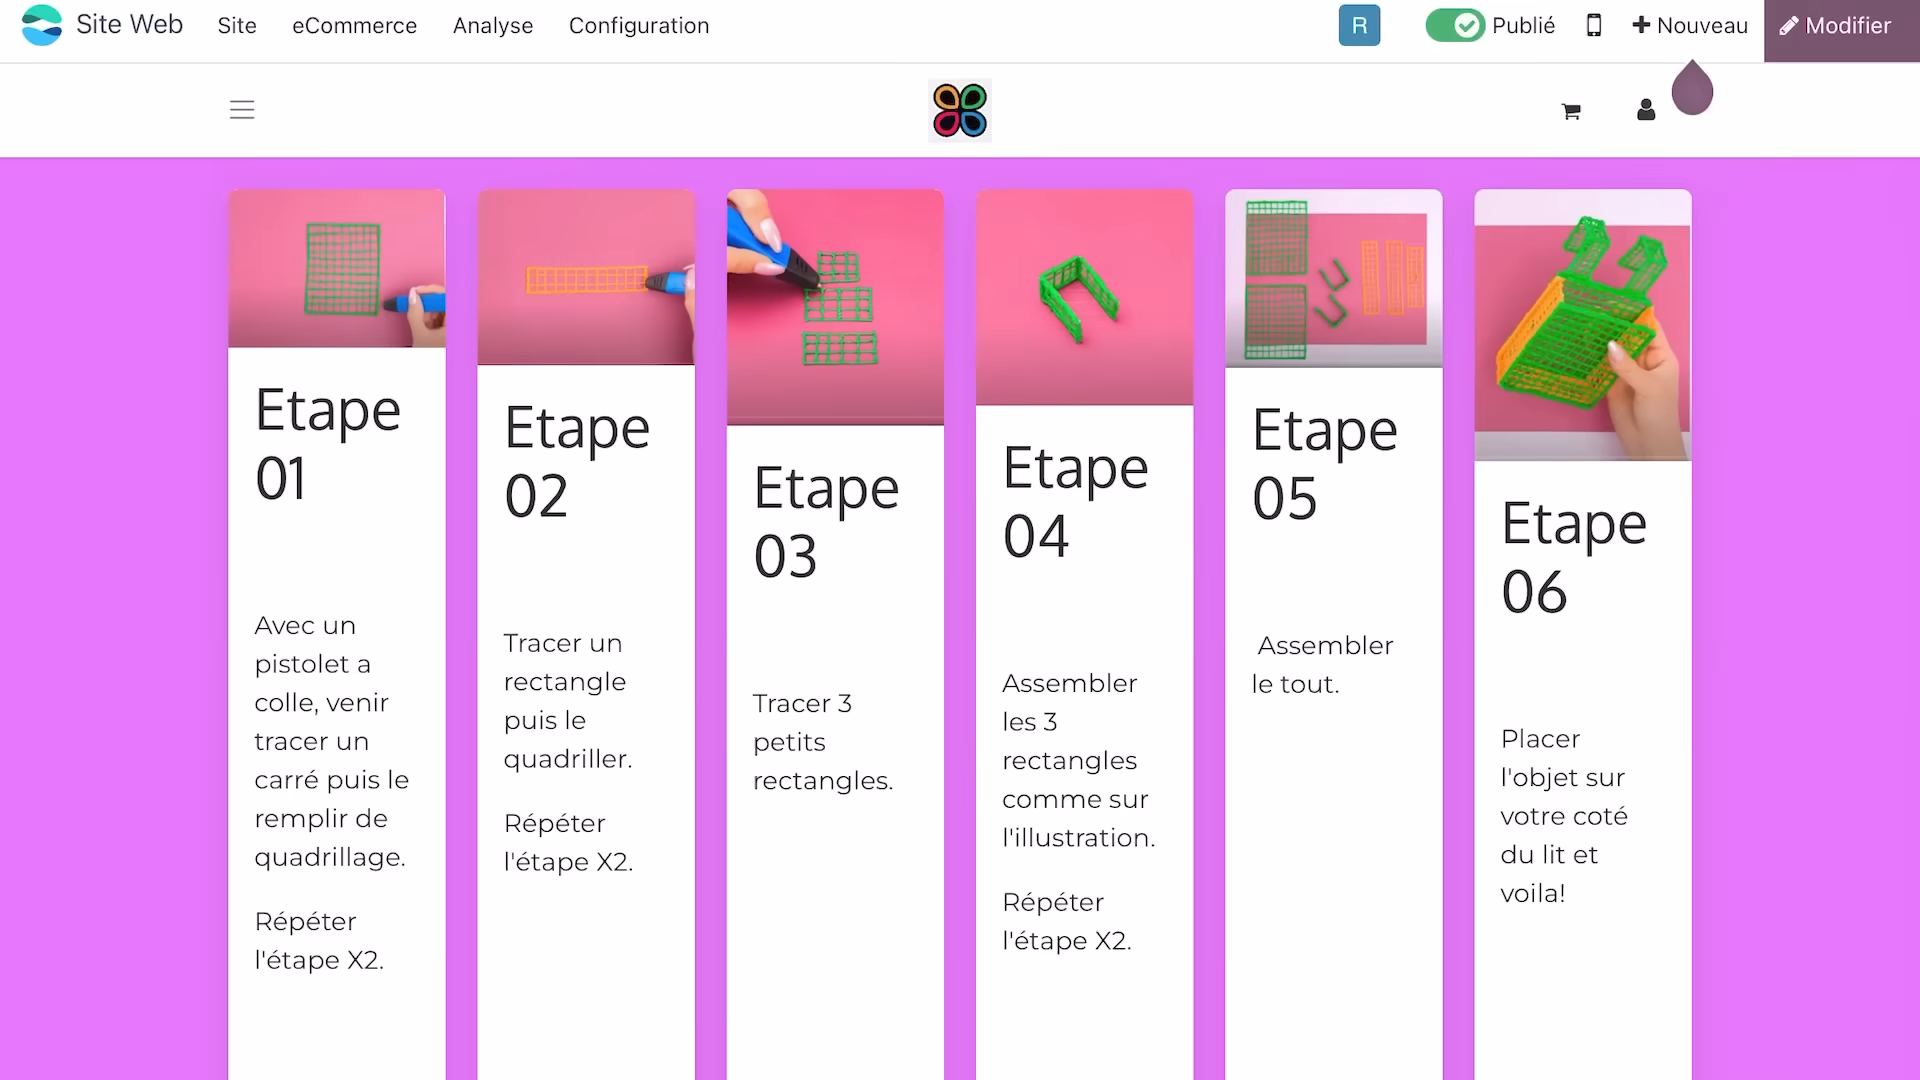 Site Web Site eCommerce Analyse Configuration R Publié Nouveau Modifier
Etape
01
Avec un
pistolet a
colle, venir
tracer un
carré puis le
remplir de
quadrillage.
Répéter
l'étape X2.
Etape
02
Tracer un
rectangle
puis le
quadriller.
Répéter
l'étape X2.
Etape
03
Tracer 3
petits
rectangles.
Etape
04
Assembler
les 3
rectangles
comme sur
l'illustration.
Répéter
l'étape X2.
Etape
05
Assembler
le tout.
Etape
06
Placer
l'objet sur
votre coté
du lit et
voila!